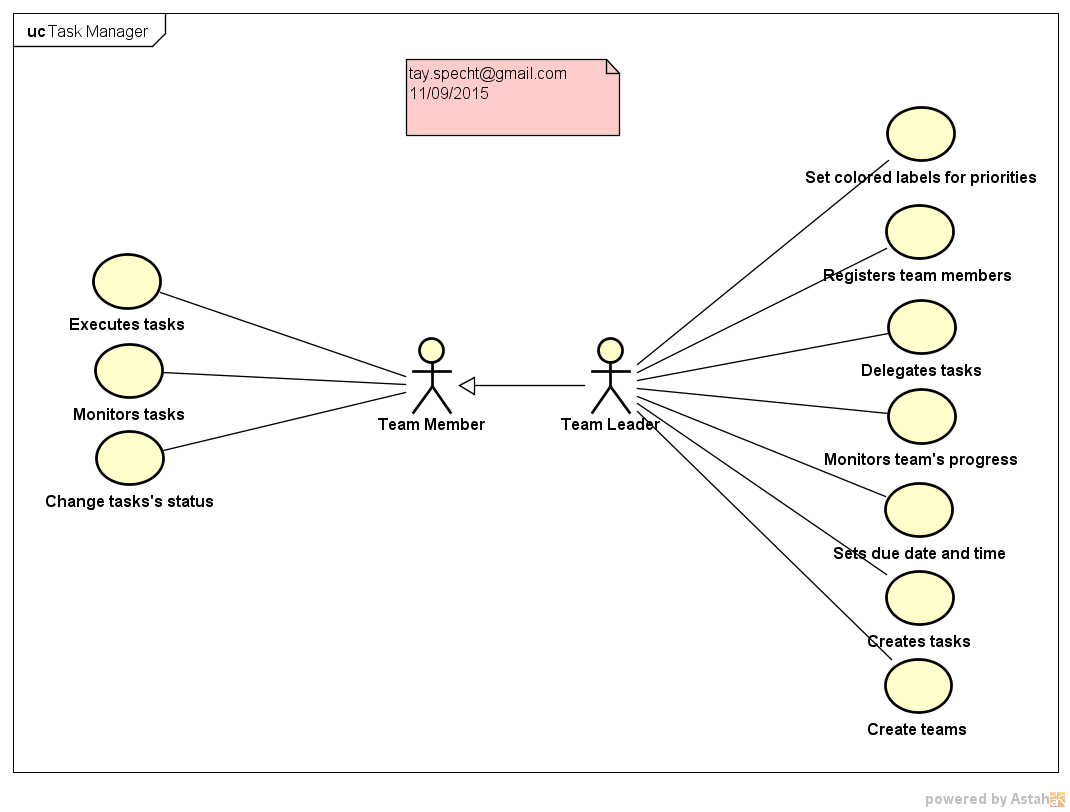 uc Task Manager
tay.specht@gmail.com
11/09/2015
Set colored labels for priorities
Registers team members
Executes tasks
Delegates tasks
Monitors tasks
Team Member
Team Leader
Monitors team's progress
Change tasks's status
Sets due date and time
Creates tasks
Create teams
powered by Astah